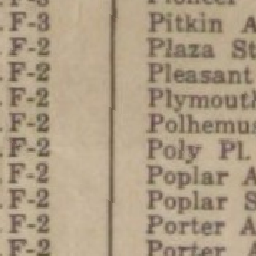 F-3
F-3 Pitkin A
F-2 Plaza St
F-2 Pleasant
F-2 Plymouth
F-2 Polhemus
F-2 Poly Pl.
F-2 Poplar A
F-2 Poplar S
F-2 Porter A
F-2 Porter A